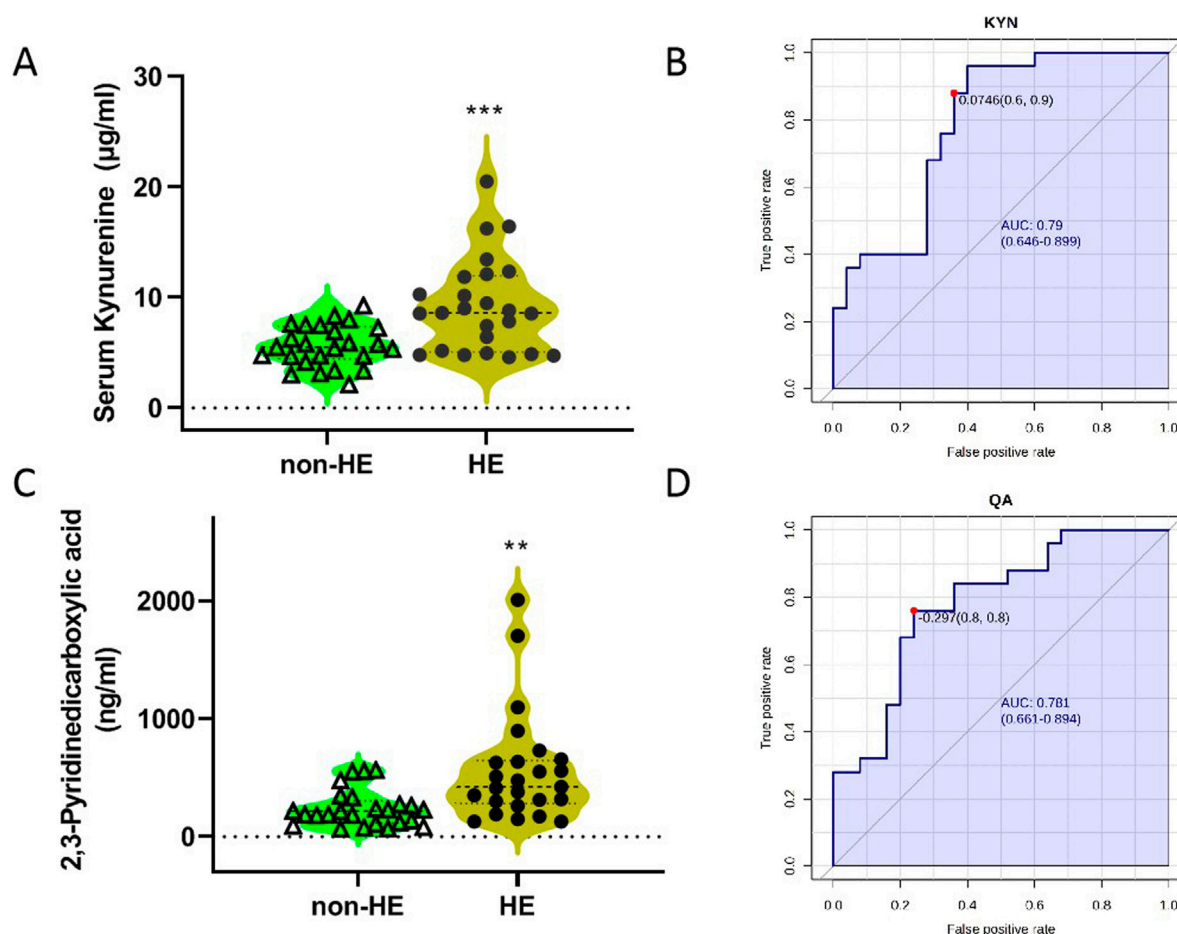 A
Serum Kynurenine (µg/ml)
30
20
10
0
***
non-HE
HE
B
KYN
True positive rate
1.0
0.8
0.6
0.4
0.2
0.0
0.0746(0.6, 0.9)
AUC: 0.79
(0.646-0.899)
0.0
0.2
0.4
0.6
0.8
1.0
False positive rate
C
2,3-Pyridinedicarboxylic acid
(ng/ml)
2000
1000
0
**
non-HE
HE
D
QA
True positive rate
1.0
0.8
0.6
0.4
0.2
0.0
-0.297(0.8, 0.8)
AUC: 0.781
(0.661-0.894)
0.0
0.2
0.4
0.6
0.8
1.0
False positive rate